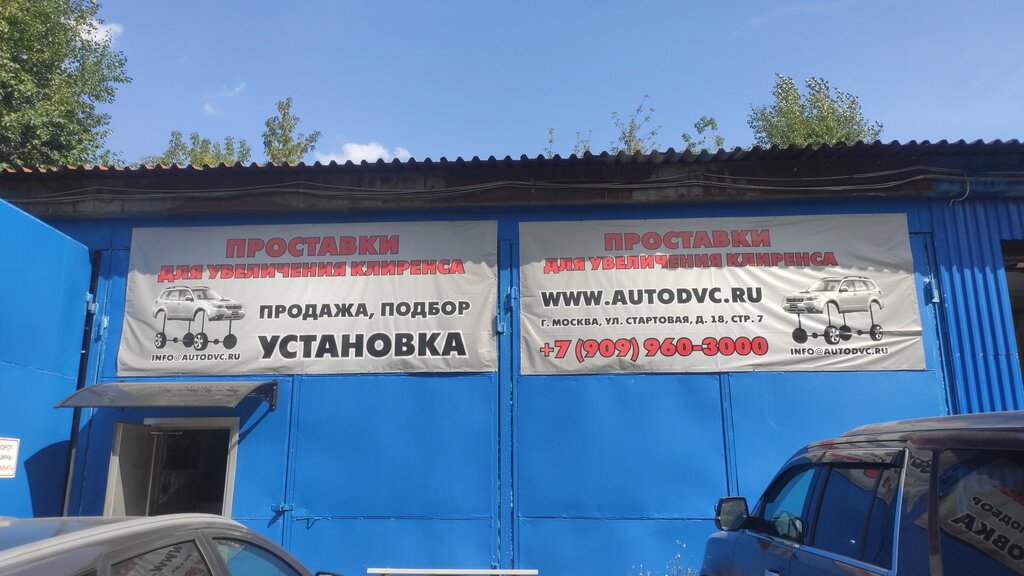 ПРОСТАВКИ
ДЛЯ УВЕЛИЧЕНИЯ КЛИРЕНСА
ПРОДАЖА, ПОДБОР
УСТАНОВКА
INFO@AUTODVC.RU
ПРОСТАВКИ
ДЛЯ УВЕЛИЧЕНИЯ КЛИРЕНСА
WWW.AUTODVC.RU
Г. МОСКВА, УЛ. СТАРТОВАЯ, Д. 18, СТР. 7
+7 (909) 960-3000
INFO@AUTODVC.RU